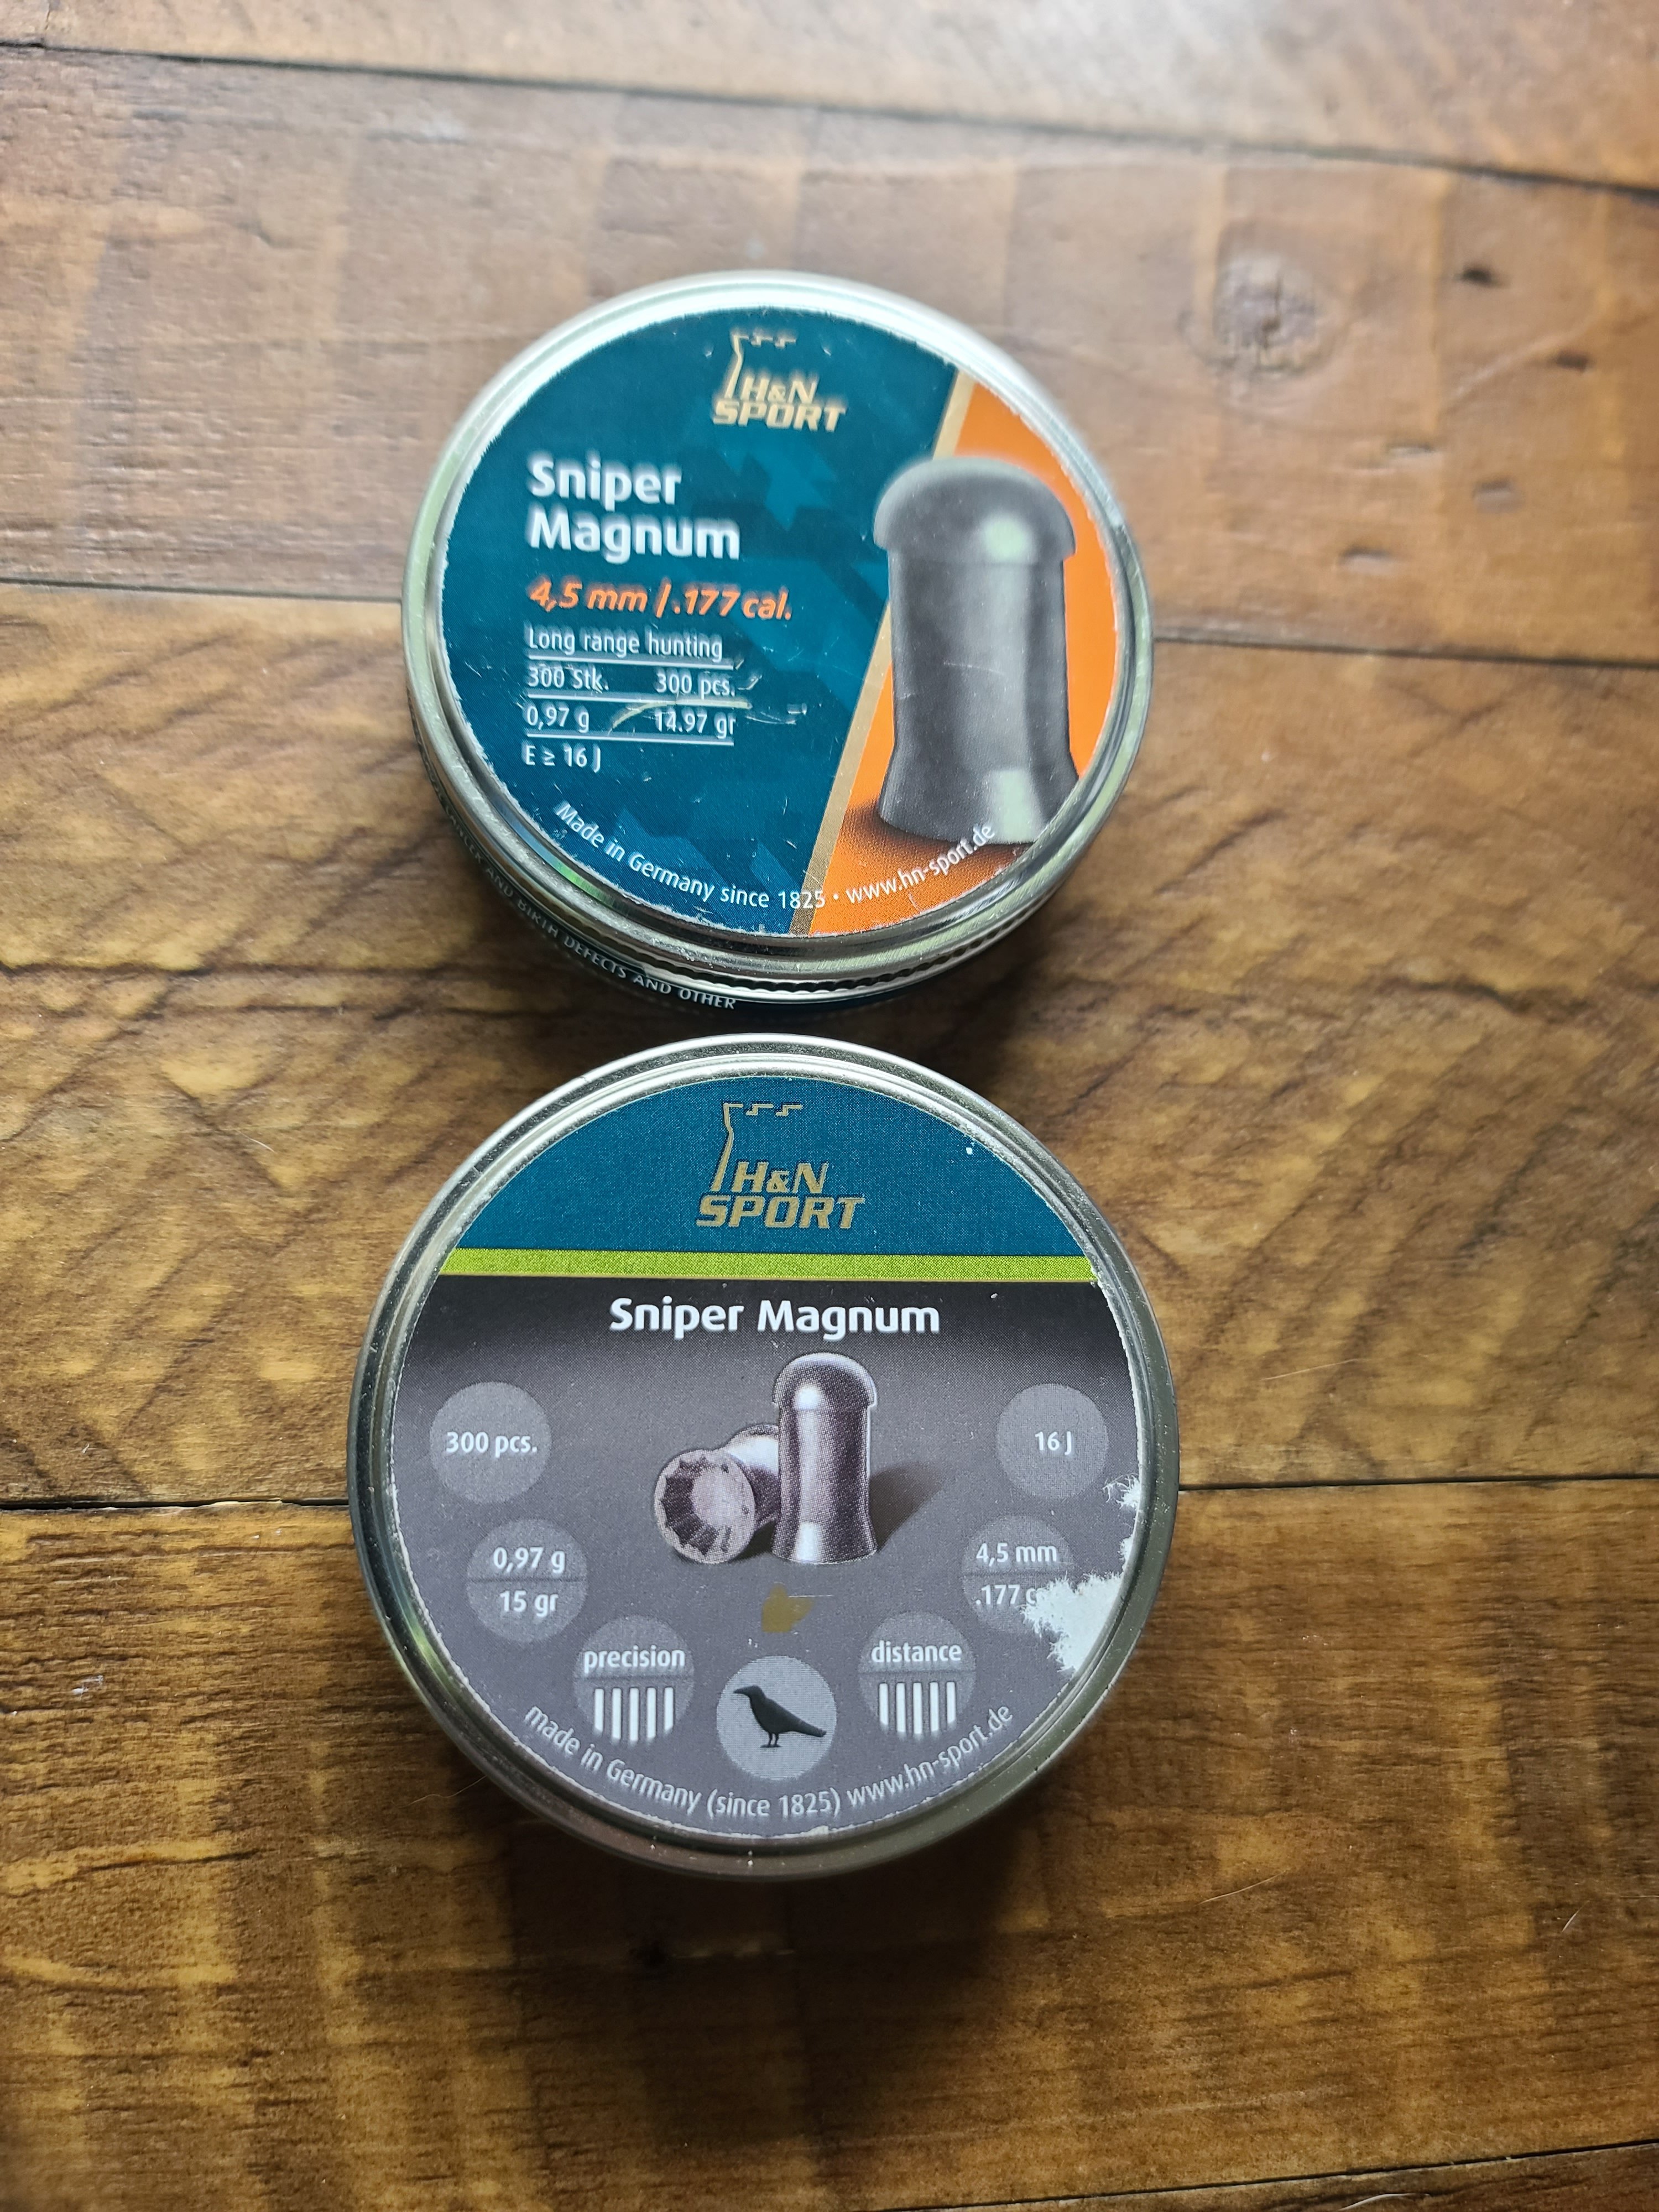 H&N
SPORT
Sniper
Magnum
4,5 mm / .177 cal.
Long range hunting
300 Stk. 300 pcs.
0,97 g 14.97 gr
E ≥ 16 J
Made in Germany since 1825 • www.hn-sport.de
AND BIRTH DEFECTS AND OTHER
H&N
SPORT
Sniper Magnum
300 pcs.
16 J
0,97 g
15 gr
4,5 mm
.177
precision
distance
made in Germany (since 1825) www.hn-sport.de